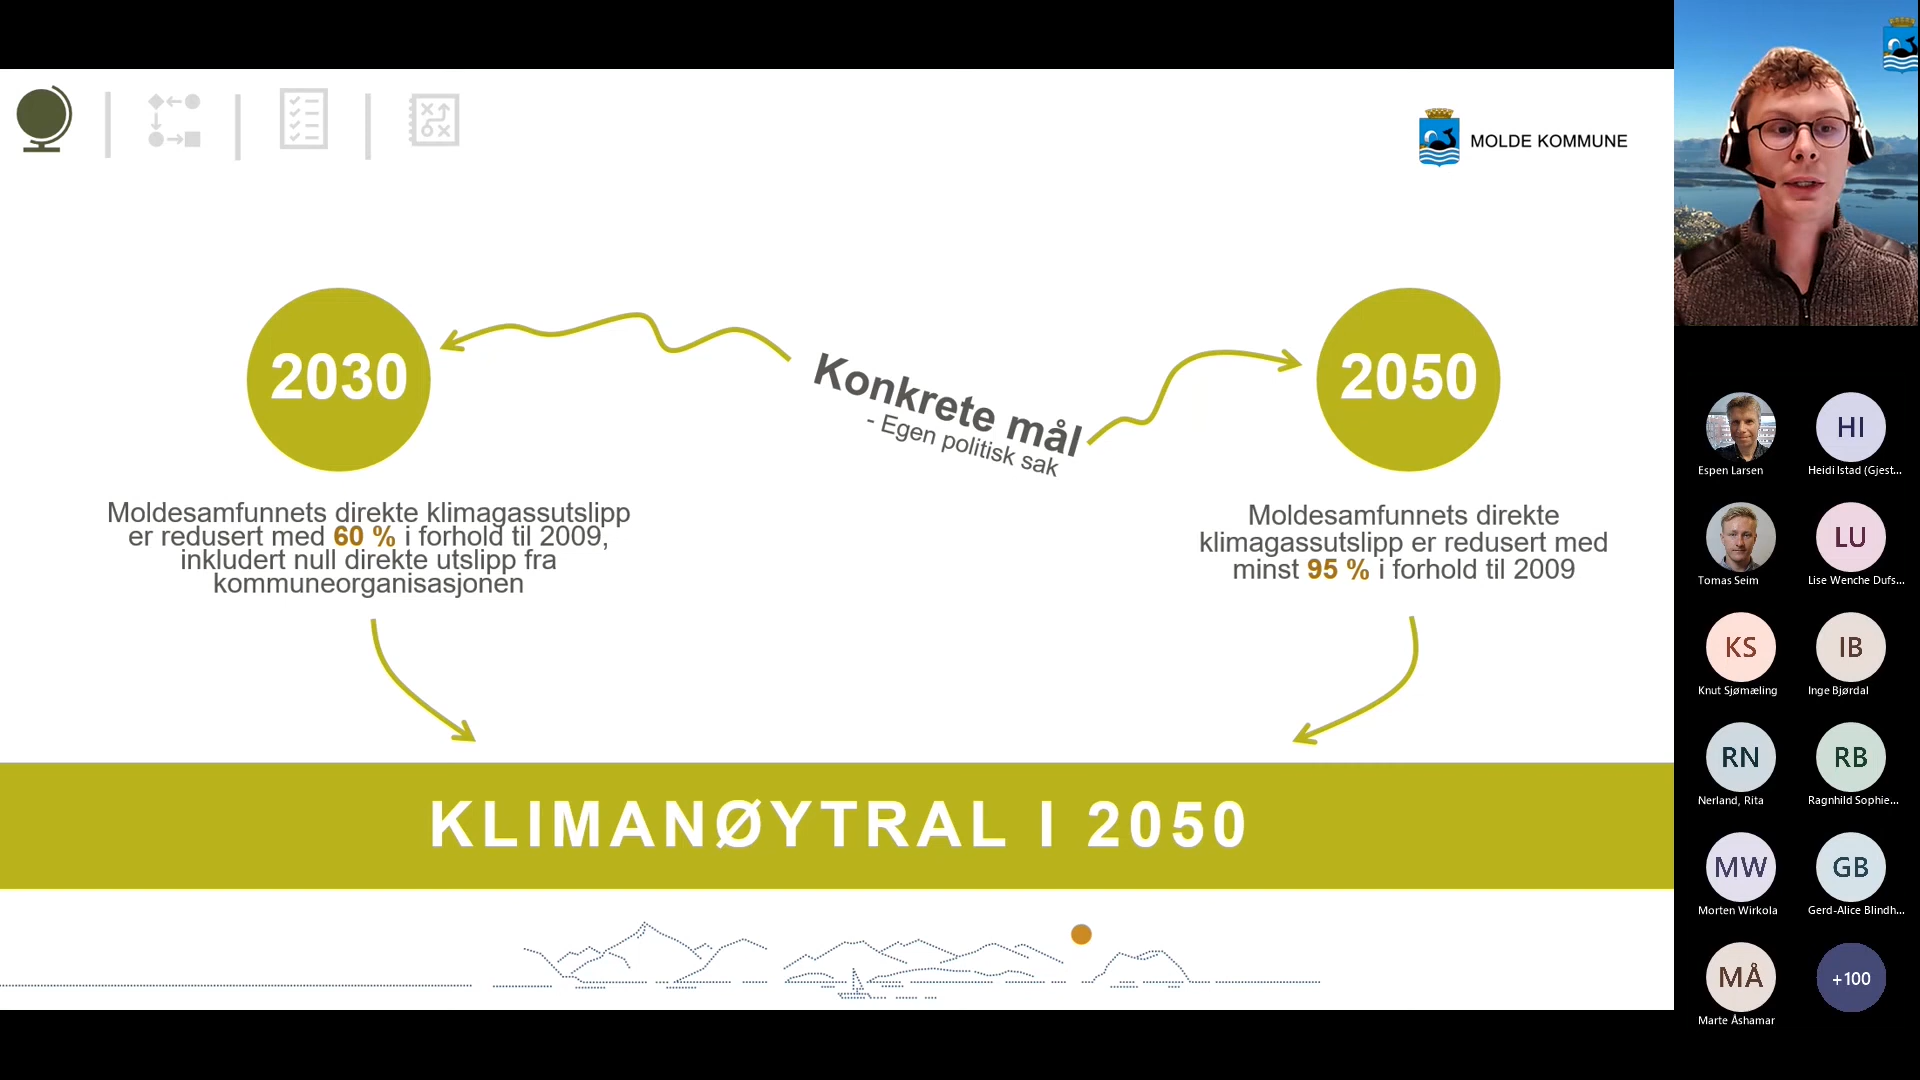 MOLDE KOMMUNE
2030
Konkrete mål
- Egen politisk sak
2050
Moldesamfunnets direkte klimagassutslipp
er redusert med 60 % i forhold til 2009,
inkludert null direkte utslipp fra
kommuneorganisasjonen
Moldesamfunnets direkte
klimagassutslipp er redusert med
minst 95 % i forhold til 2009
KLIMANØYTRAL I 2050
HI
Espen Larsen
Heidi Istad (Gjest...
LU
Tomas Seim
Lise Wenche Dufs...
KS
IB
Knut Sjømæling
Inge Bjørdal
RN
RB
Nerland, Rita
Ragnhild Sophie...
MW
GB
Morten Wirkola
Gerd-Alice Blindh...
MÅ
+100
Marte Åshamar